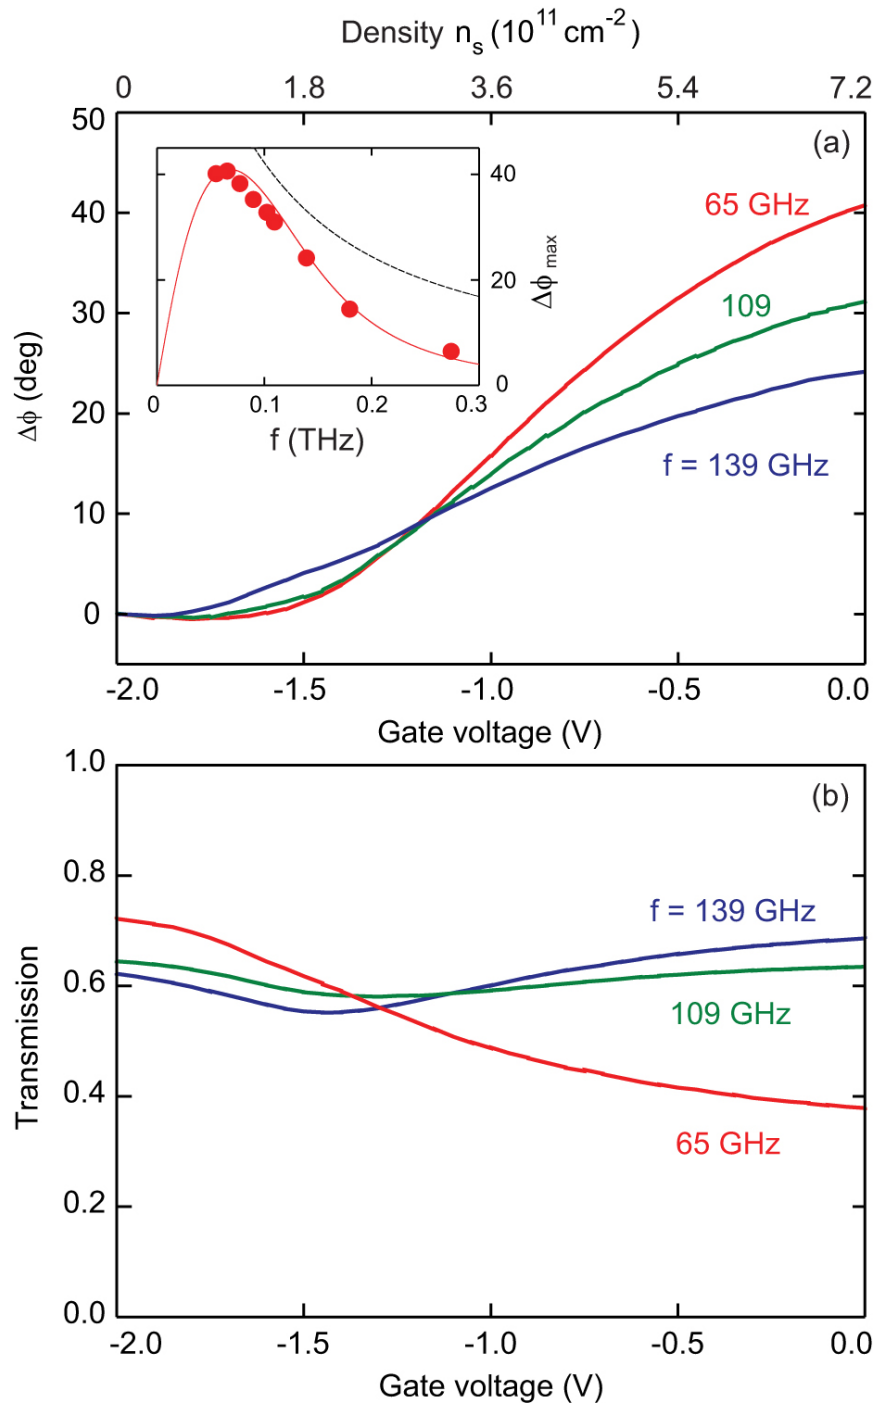 Density n_s (10^11 cm^-2)
0 1.8 3.6 5.4 7.2
50
(a)
40
65 GHz
40
30
109
20
Δϕ_max
Δϕ (deg)
20
0
0 0.1 0.2 0.3
f (THz)
f = 139 GHz
10
0
-2.0 -1.5 -1.0 -0.5 0.0
Gate voltage (V)
1.0
(b)
0.8
f = 139 GHz
0.6
109 GHz
Transmission
0.4
65 GHz
0.2
0.0
-2.0 -1.5 -1.0 -0.5 0.0
Gate voltage (V)